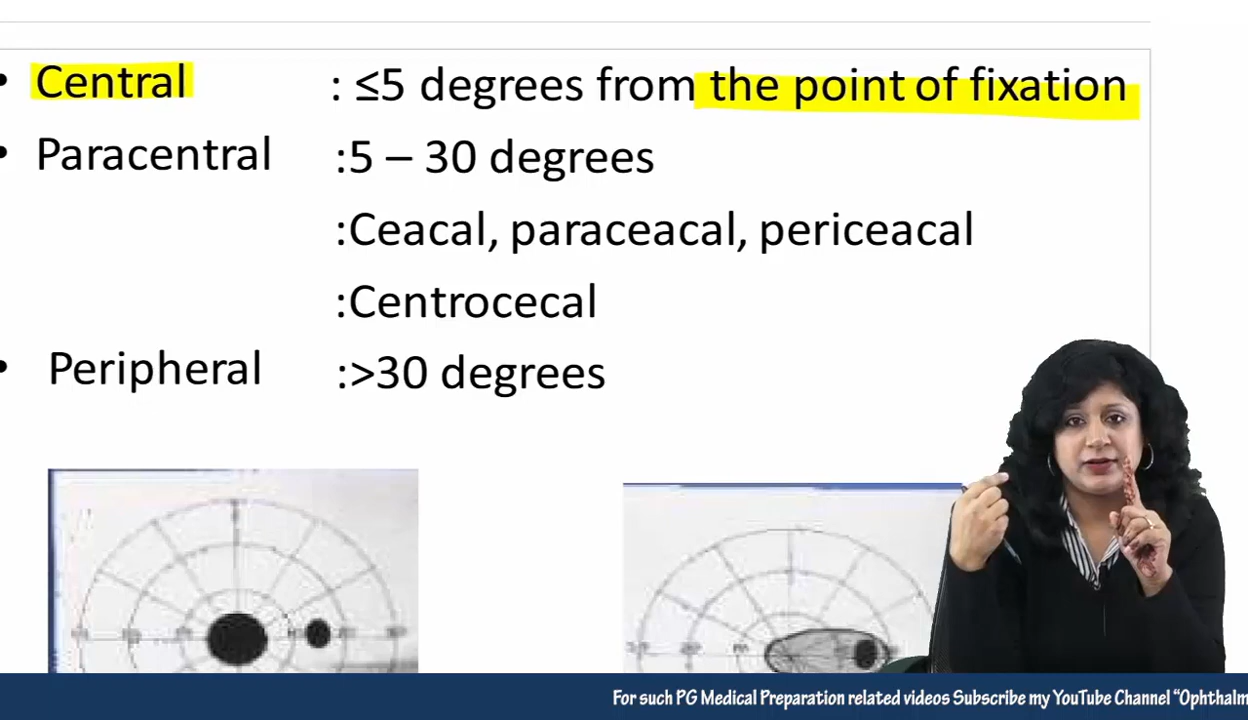 • Central : ≤5 degrees from the point of fixation
• Paracentral :5 – 30 degrees
:Ceacal, paraceacal, periceacal
:Centrocecal
• Peripheral :>30 degrees
For such PG Medical Preparation related videos Subscribe my YouTube Channel “Ophthalm